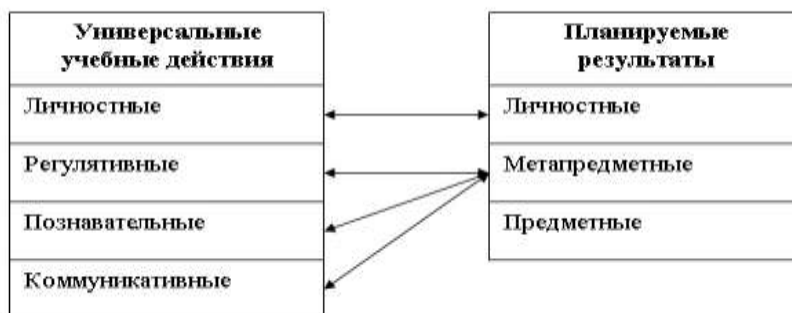 Универсальные
учебные действия
Личностные
Регулятивные
Познавательные
Коммуникативные
Планируемые
результаты
Личностные
Метапредметные
Предметные